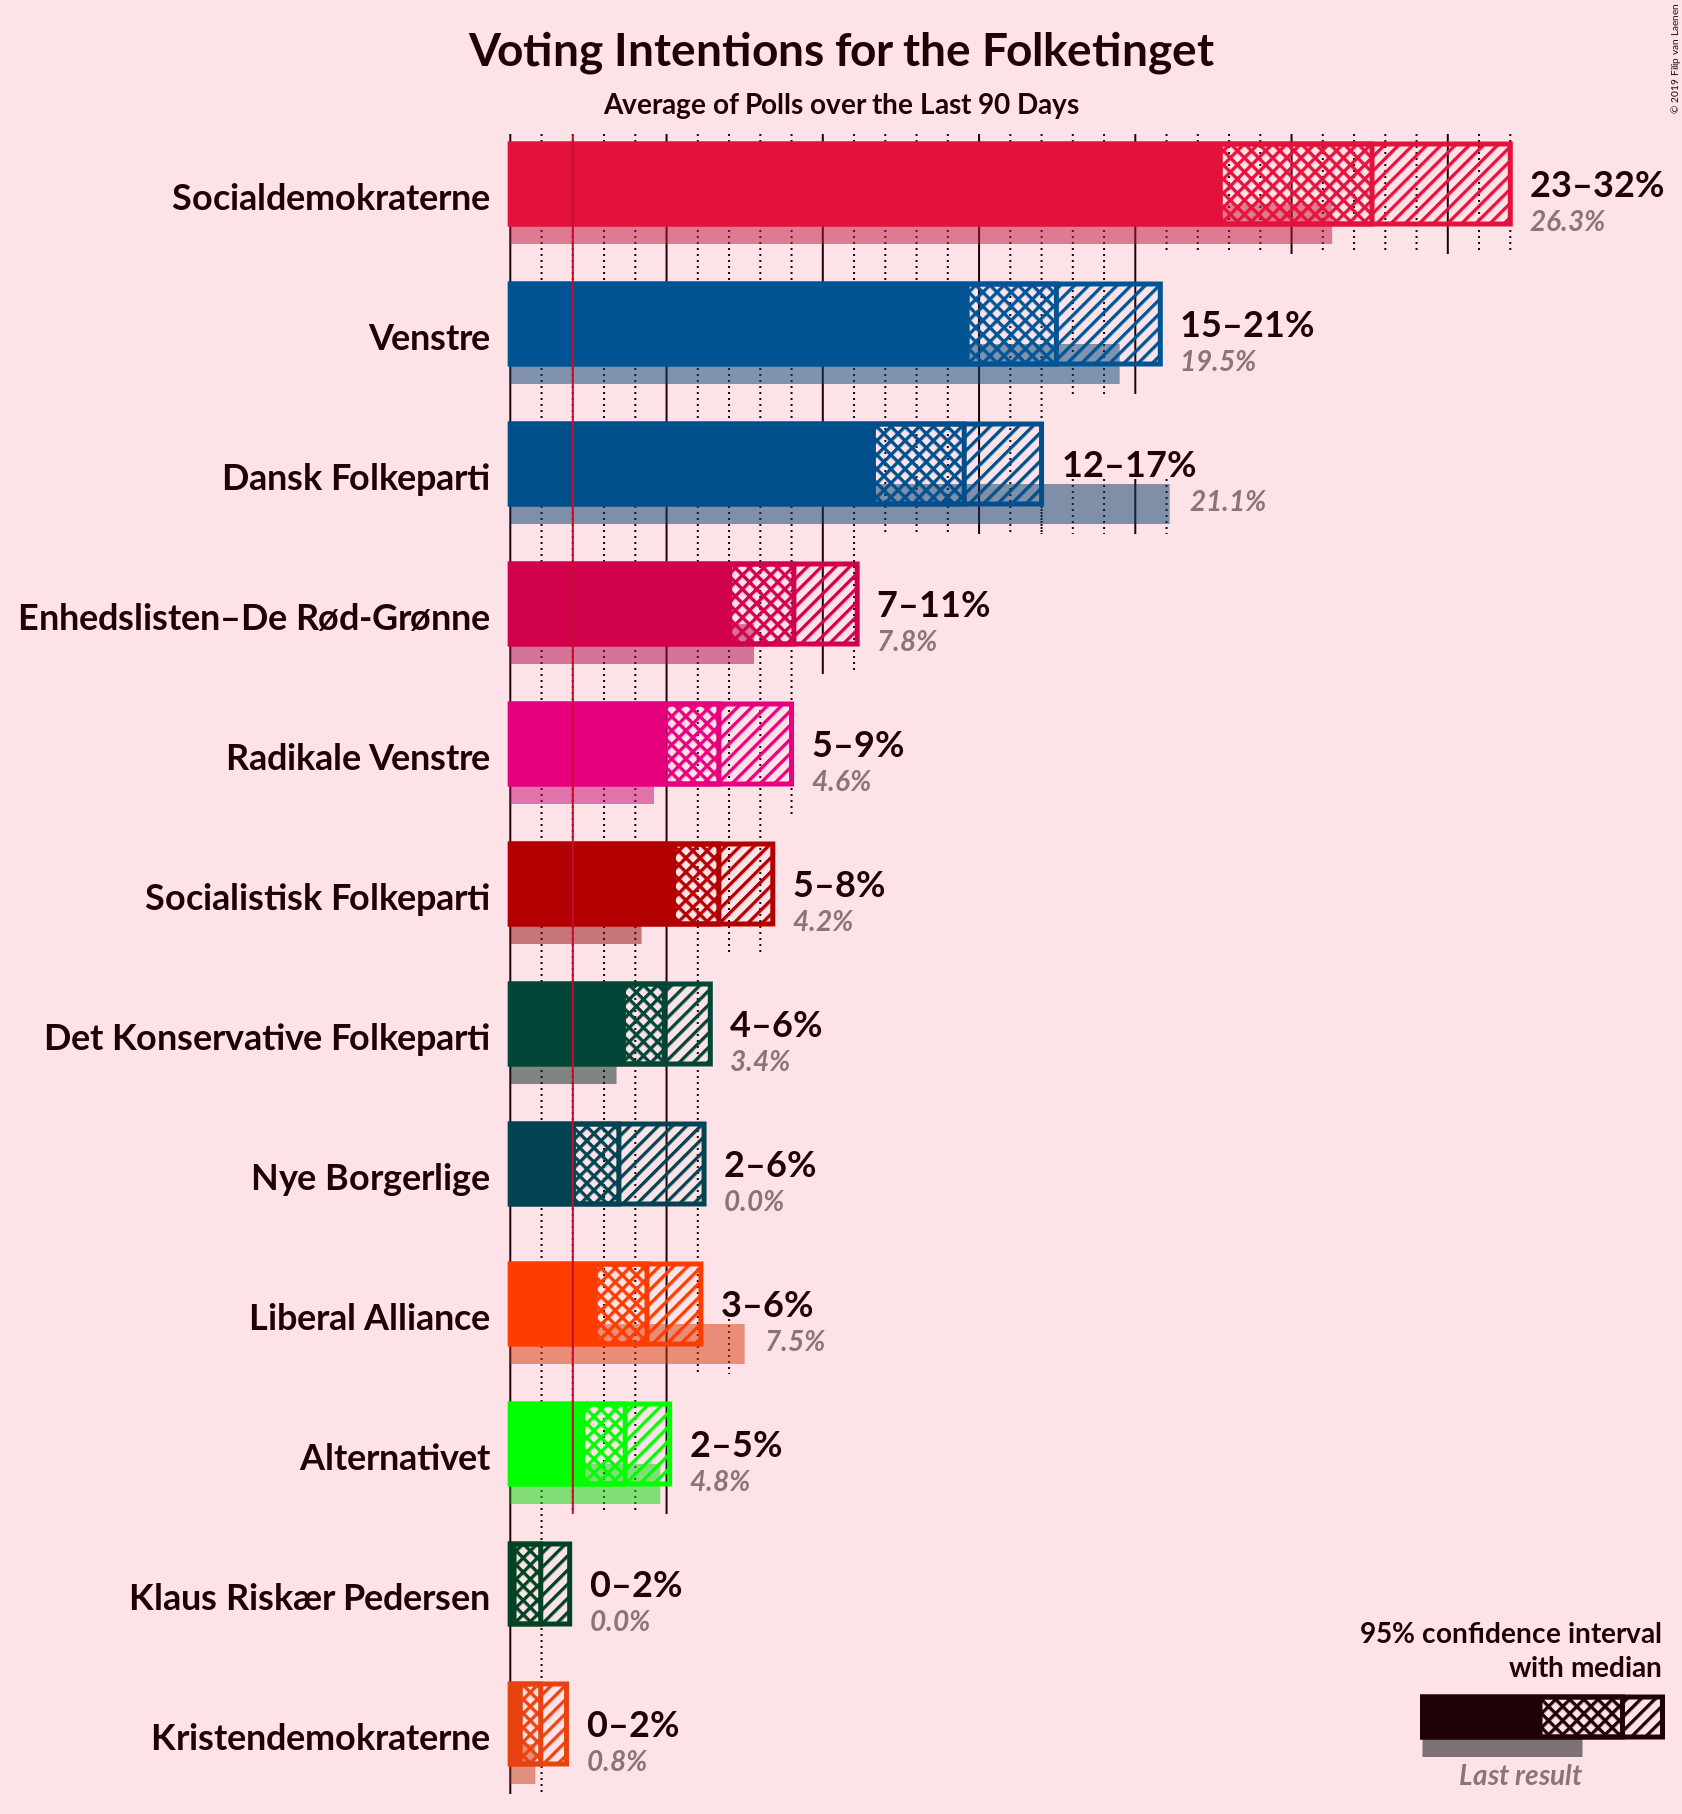 Voting Intentions for the Folketinget
Average of Polls over the Last 90 Days
© 2019 Filip van Laenen
Socialdemokraterne
23–32%
26.3%
Venstre
15–21%
19.5%
Dansk Folkeparti
12–17%
21.1%
Enhedslisten–De Rød-Grønne
7–11%
7.8%
Radikale Venstre
5–9%
4.6%
Socialistisk Folkeparti
5–8%
4.2%
Det Konservative Folkeparti
4–6%
3.4%
Nye Borgerlige
2–6%
0.0%
Liberal Alliance
3–6%
7.5%
Alternativet
2–5%
4.8%
Klaus Riskær Pedersen
0–2%
0.0%
Kristendemokraterne
0–2%
0.8%
95% confidence interval
with median
Last result